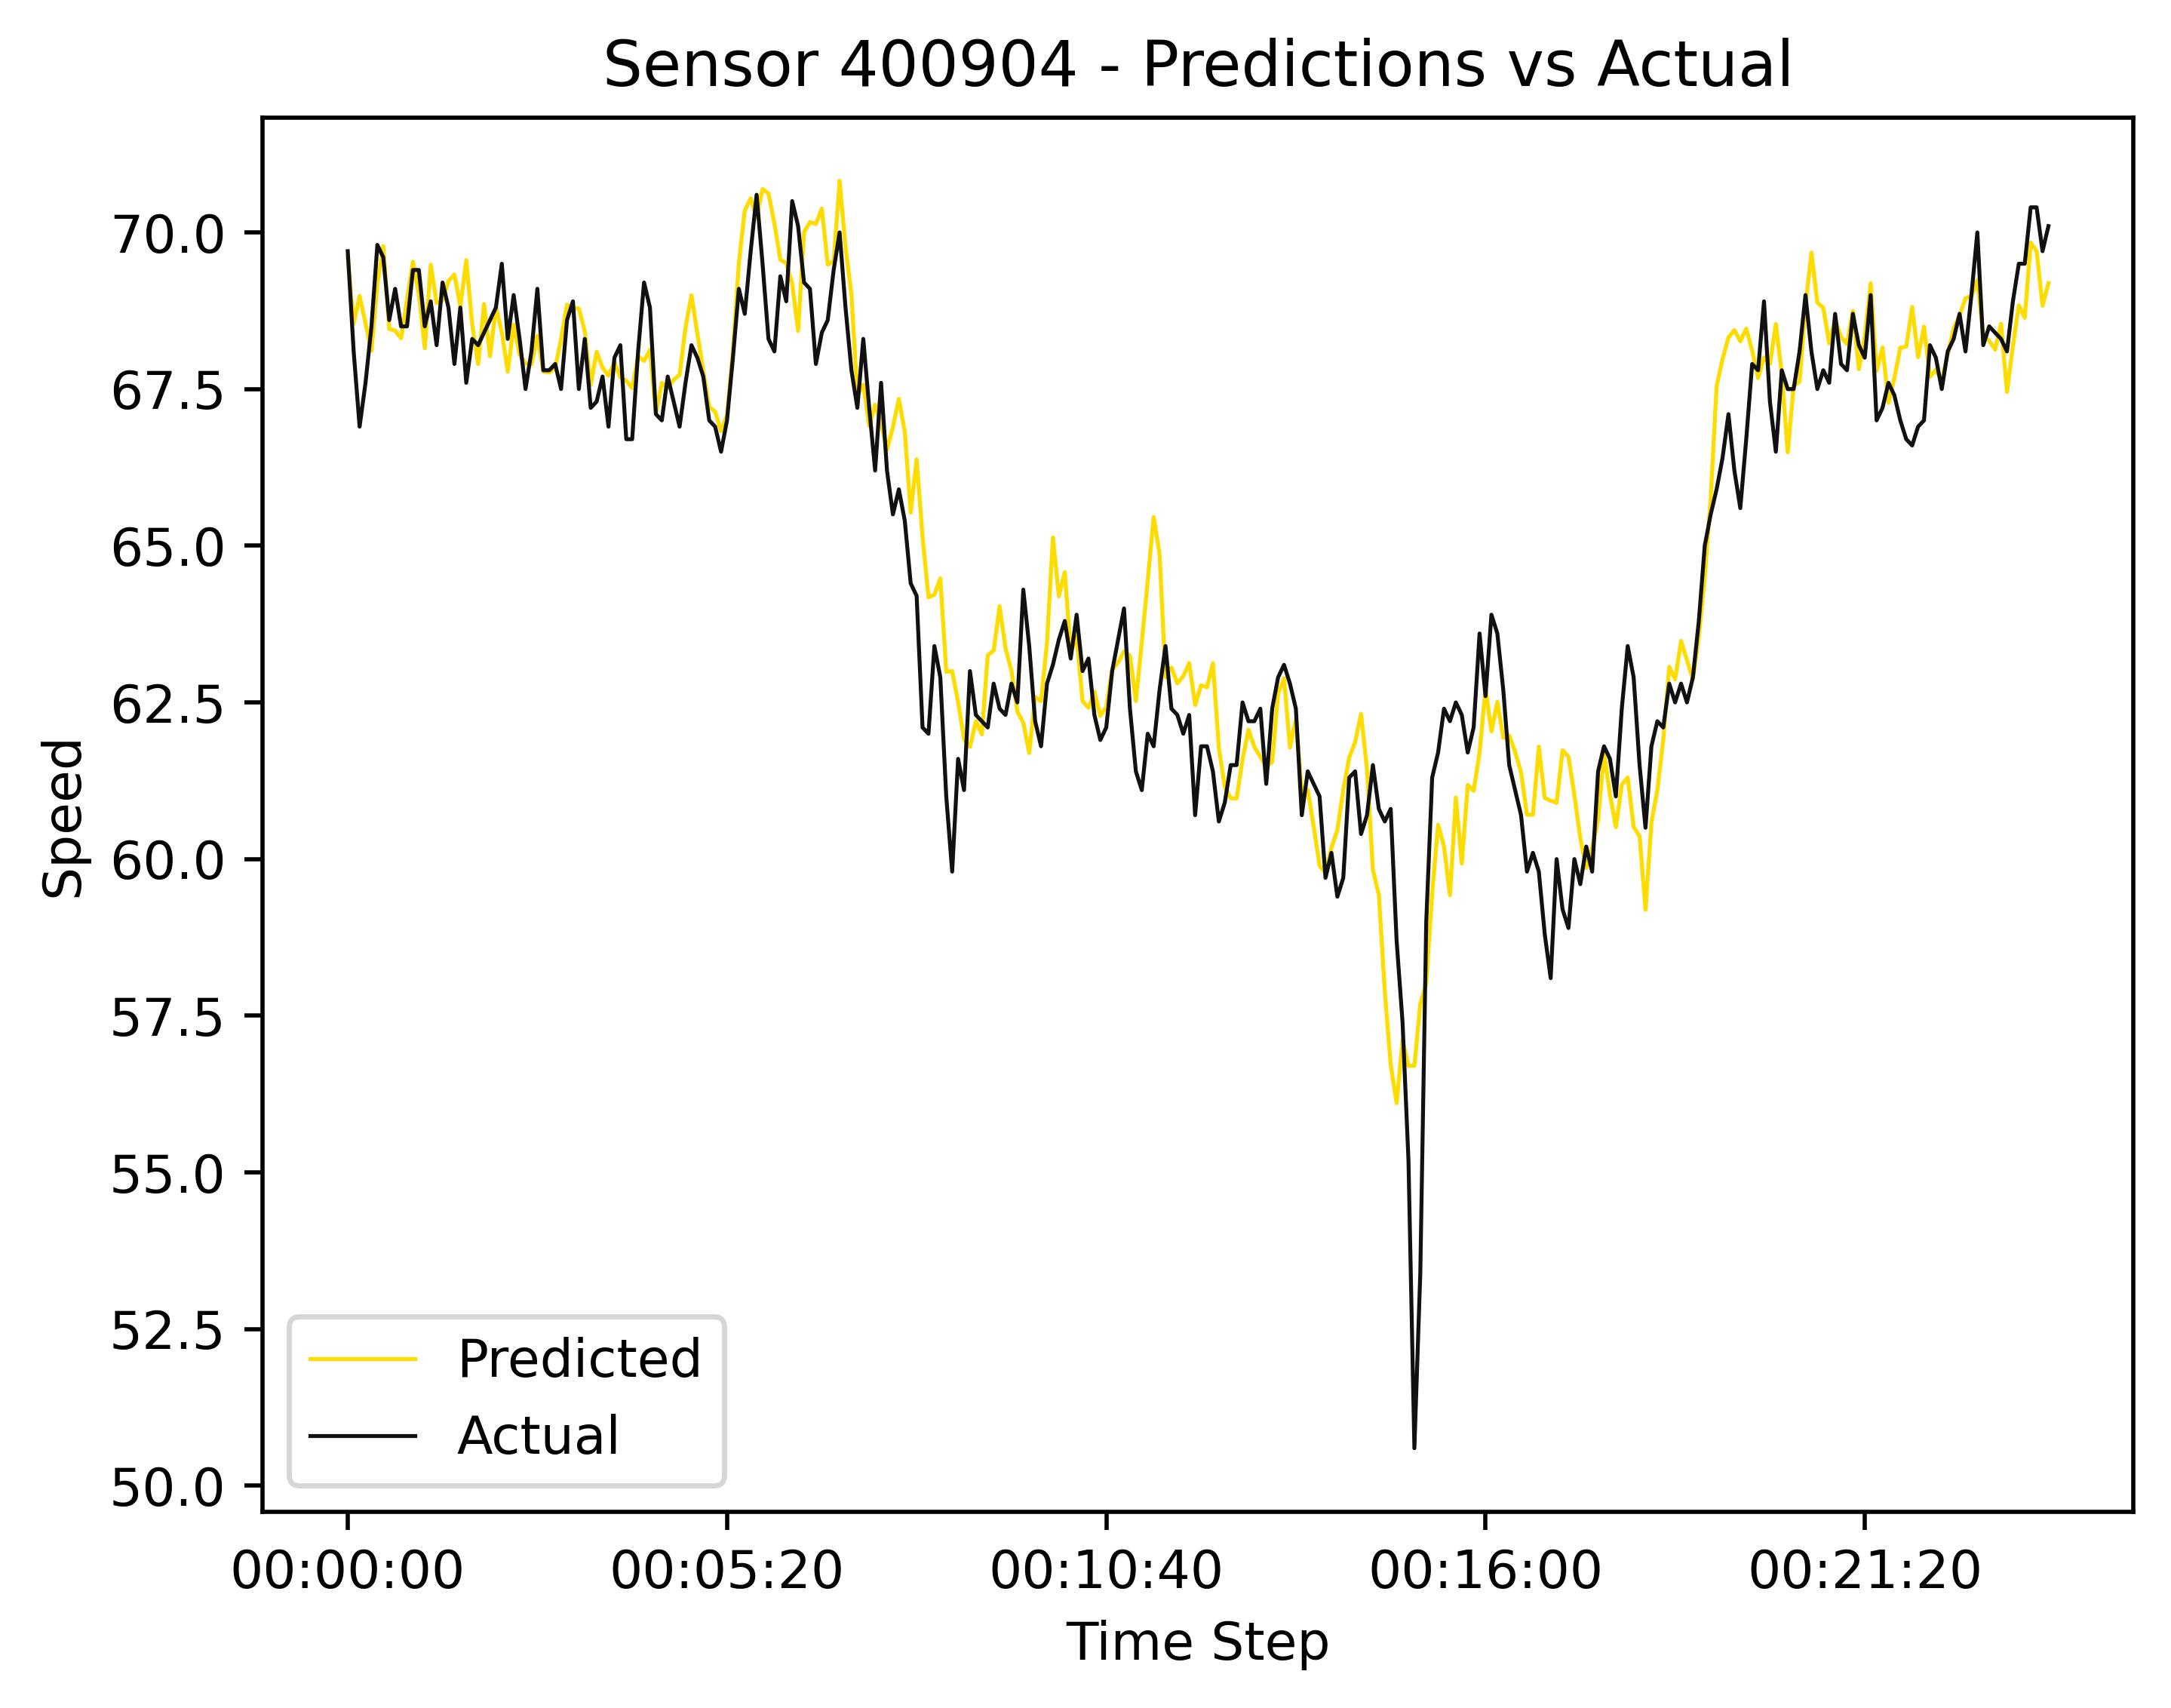 Sensor 400904 - Predictions vs Actual
70.0
67.5
65.0
62.5
60.0
57.5
55.0
52.5
50.0
Speed
Predicted
Actual
00:00:00 00:05:20 00:10:40 00:16:00 00:21:20
Time Step